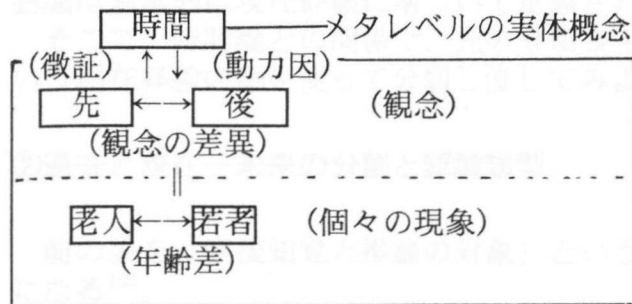 時間 メタレベルの実体概念
(徴証) (動力因)
先 後 (観念)
(観念の差異)
老人 若者 (個々の現象)
(年齢差)